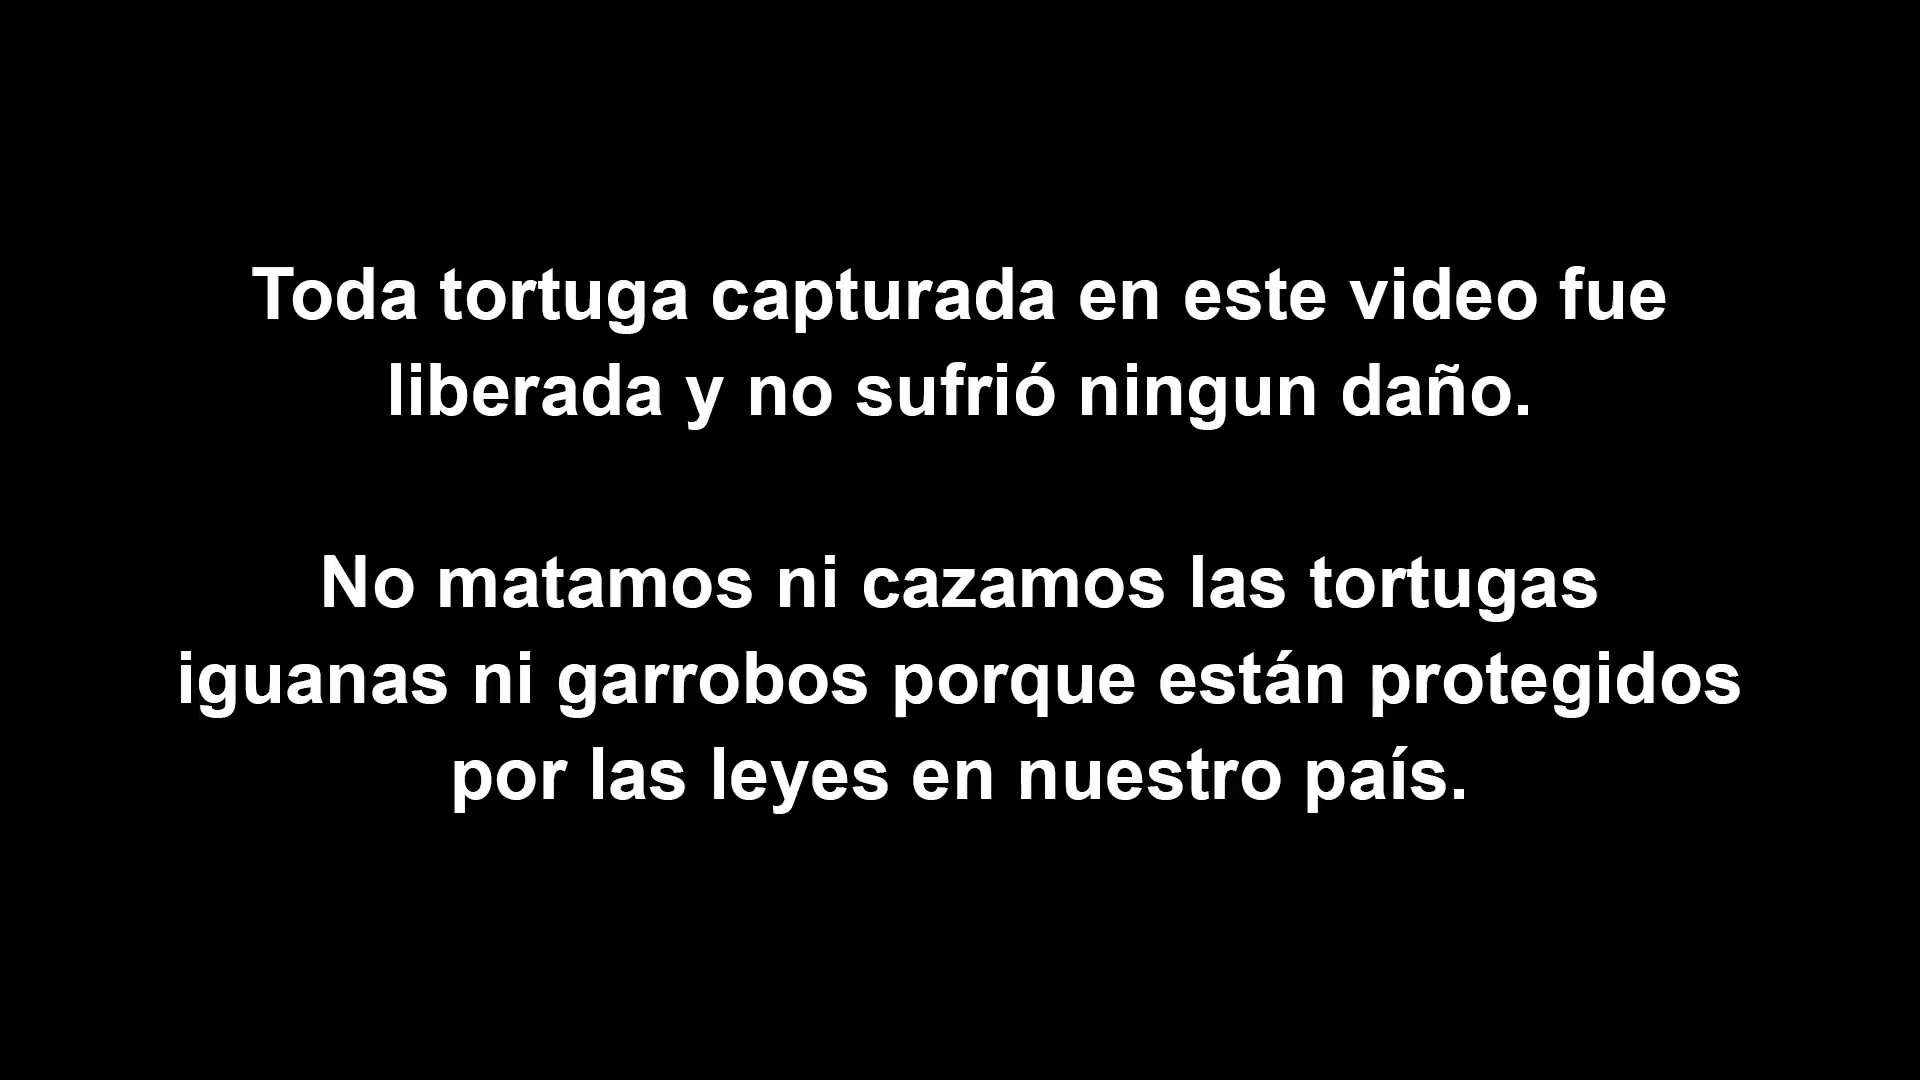 Toda tortuga capturada en este video fue
liberada y no sufrió ningun daño.
No matamos ni cazamos las tortugas
iguanas ni garrobos porque están protegidos
por las leyes en nuestro país.